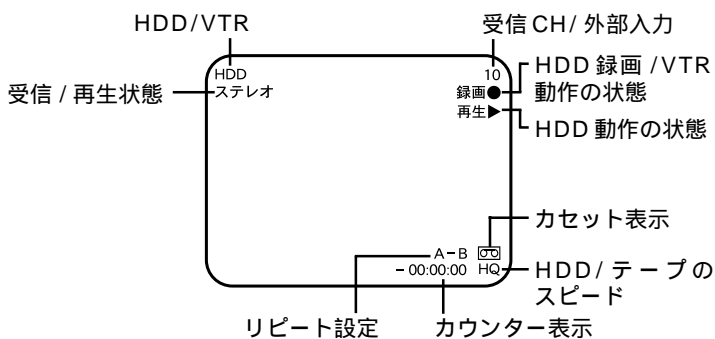 HDD/VTR
受信CH/外部入力
HDD
10
HDD録画/VTR
動作の状態
受信/再生状態
ステレオ
録画●
再生▶
HDD動作の状態
カセット表示
A-B
- 00:00:00 HQ
HDD/テープの
スピード
リピート設定
カウンター表示